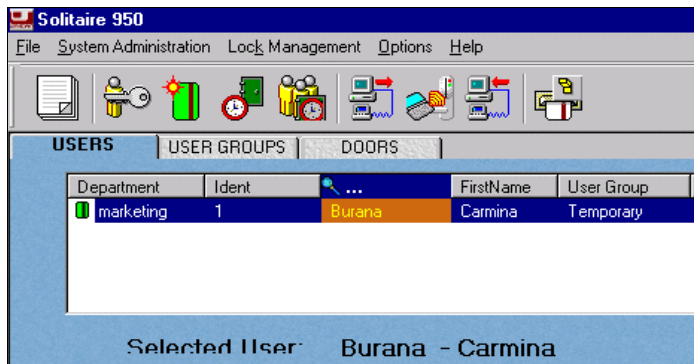 Solitaire 950
File System Administration Lock Management Options Help
USERS USER GROUPS DOORS
Department Ident ... FirstName User Group
marketing 1 Burana Carmina Temporary
Selected User: Burana - Carmina